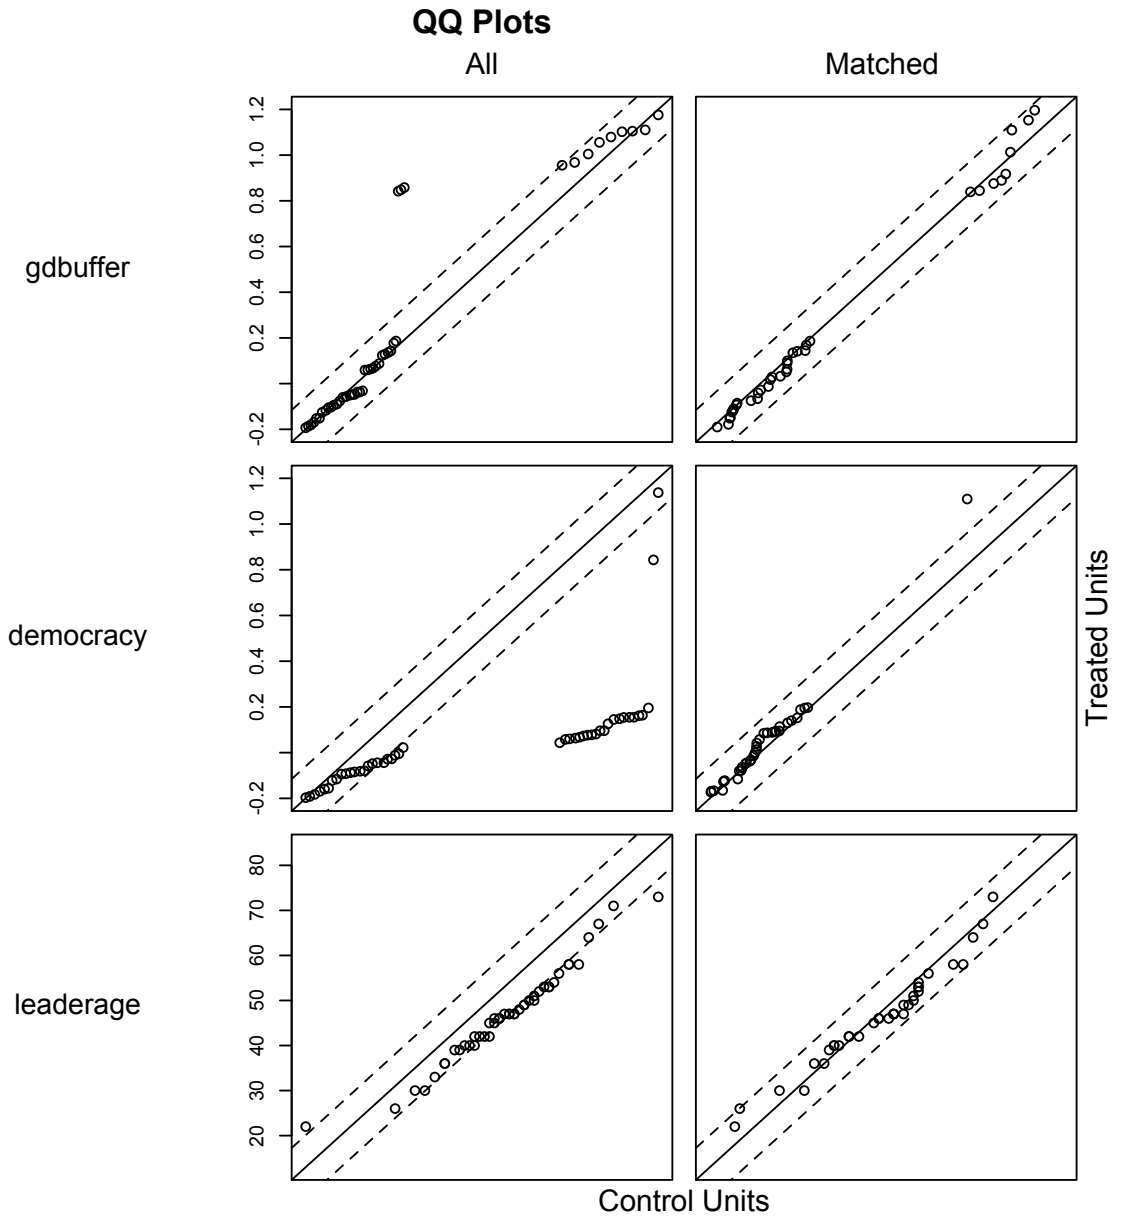 QQ Plots
All Matched
gdbuffer
-0.2 0.2 0.4 0.6 0.8 1.0 1.2
democracy
-0.2 0.2 0.4 0.6 0.8 1.0 1.2
leaderage
20 30 40 50 60 70 80
Treated Units
Control Units